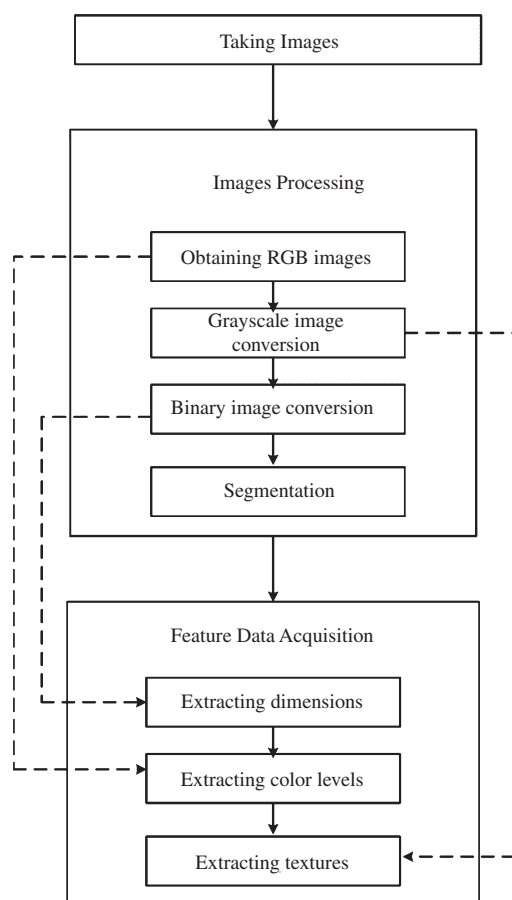 Taking Images
Images Processing
Obtaining RGB images
Grayscale image
conversion
Binary image conversion
Segmentation
Feature Data Acquisition
Extracting dimensions
Extracting color levels
Extracting textures